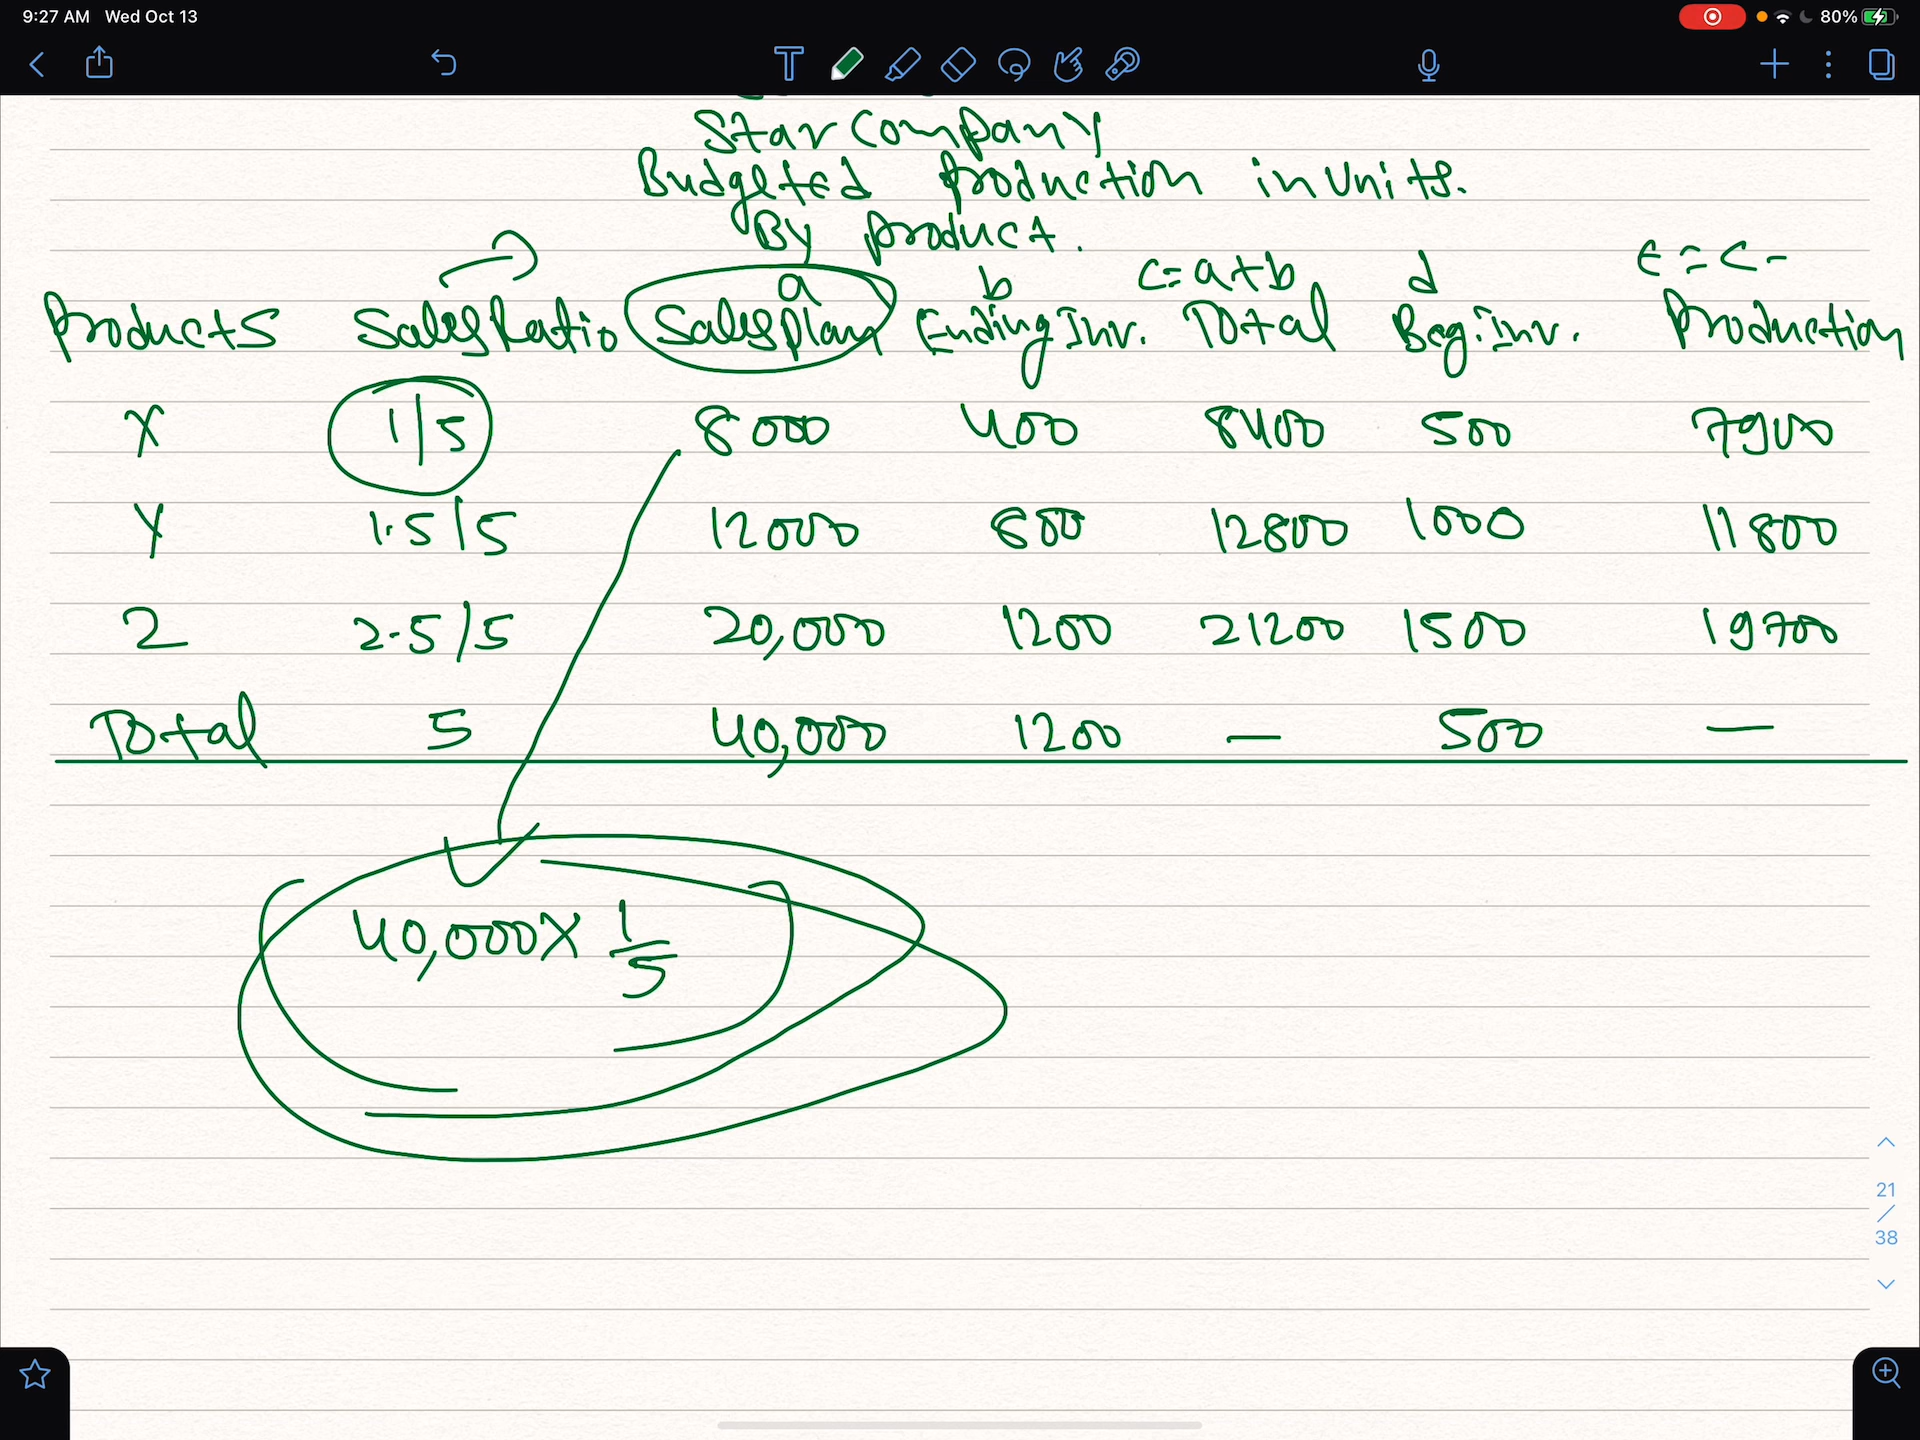 9:27 AM Wed Oct 13
80%
T
Star Company
Budgeted Production in Units.
By Product.
a b c=a+b d E=C-
Products Sales Ratio Sales Plan Ending Inv. Total Beg. Inv. Production
X 1/5 8000 400 8400 500 7900
Y 1.5/5 12000 800 12800 1000 11800
Z 2.5/5 20,000 1200 21200 1500 19700
Total 5 40,000 1200 — 500 —
40,000 X 1/5
21
/
38